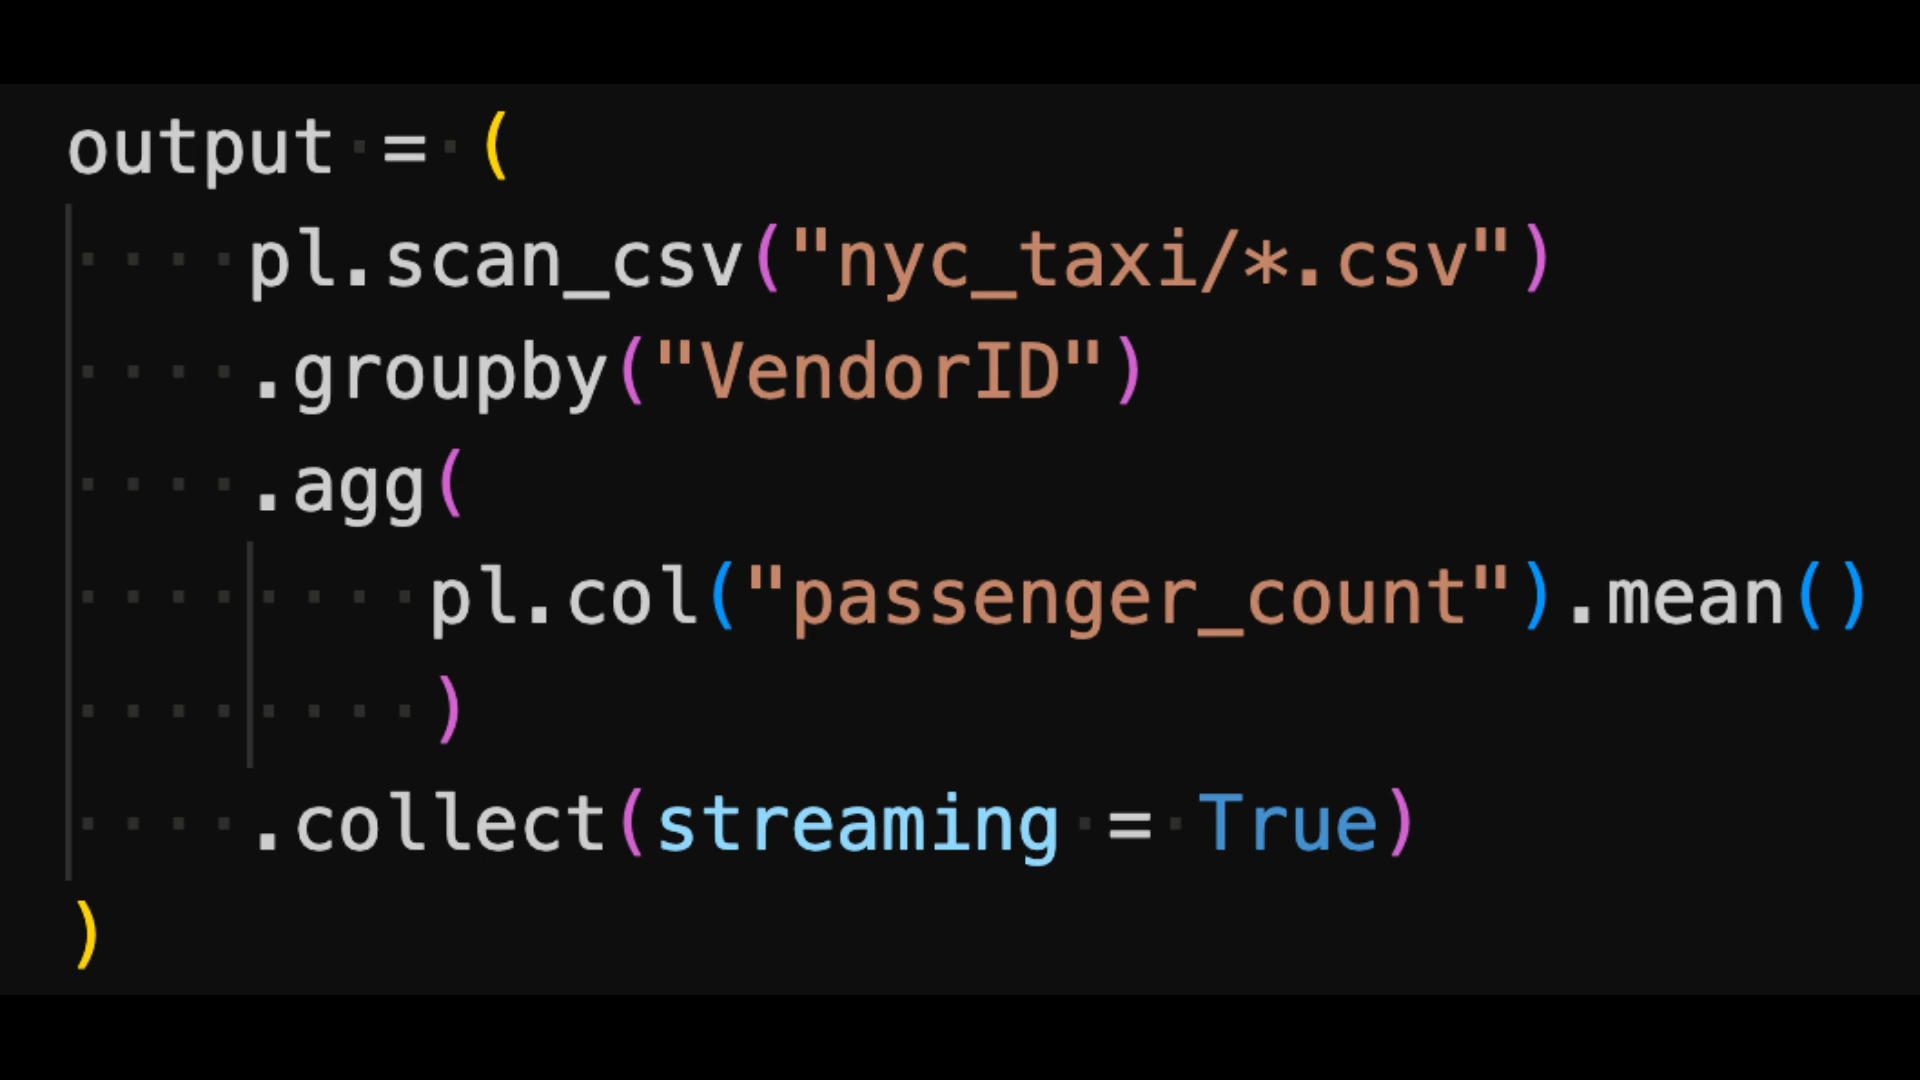 output = (
    pl.scan_csv("nyc_taxi/*.csv")
    .groupby("VendorID")
    .agg(
        pl.col("passenger_count").mean()
        )
    .collect(streaming = True)
)